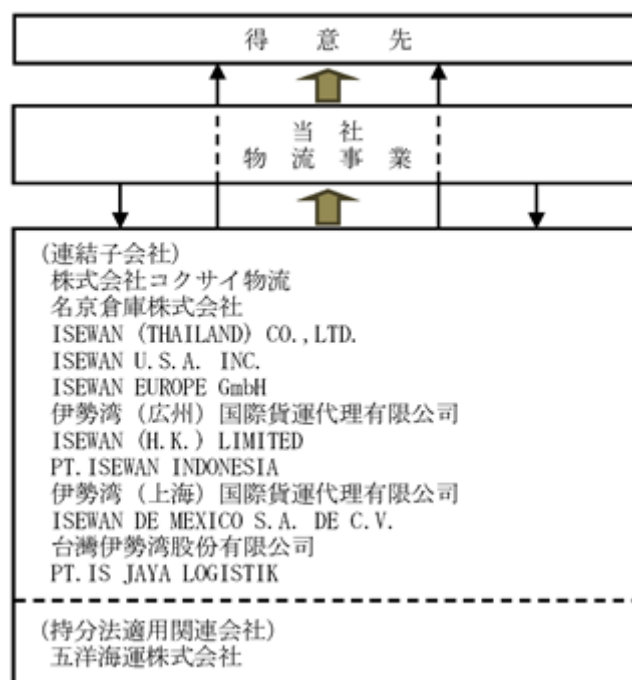 得 意 先
当 社
物 流 事 業
(連結子会社)
株式会社コクサイ物流
名京倉庫株式会社
ISEWAN (THAILAND) CO.,LTD.
ISEWAN U.S.A. INC.
ISEWAN EUROPE GmbH
伊勢湾（広州）国際貨運代理有限公司
ISEWAN (H.K.) LIMITED
PT.ISEWAN INDONESIA
伊勢湾（上海）国際貨運代理有限公司
ISEWAN DE MEXICO S.A. DE C.V.
台灣伊勢湾股份有限公司
PT.IS JAYA LOGISTIK
(持分法適用関連会社)
五洋海運株式会社